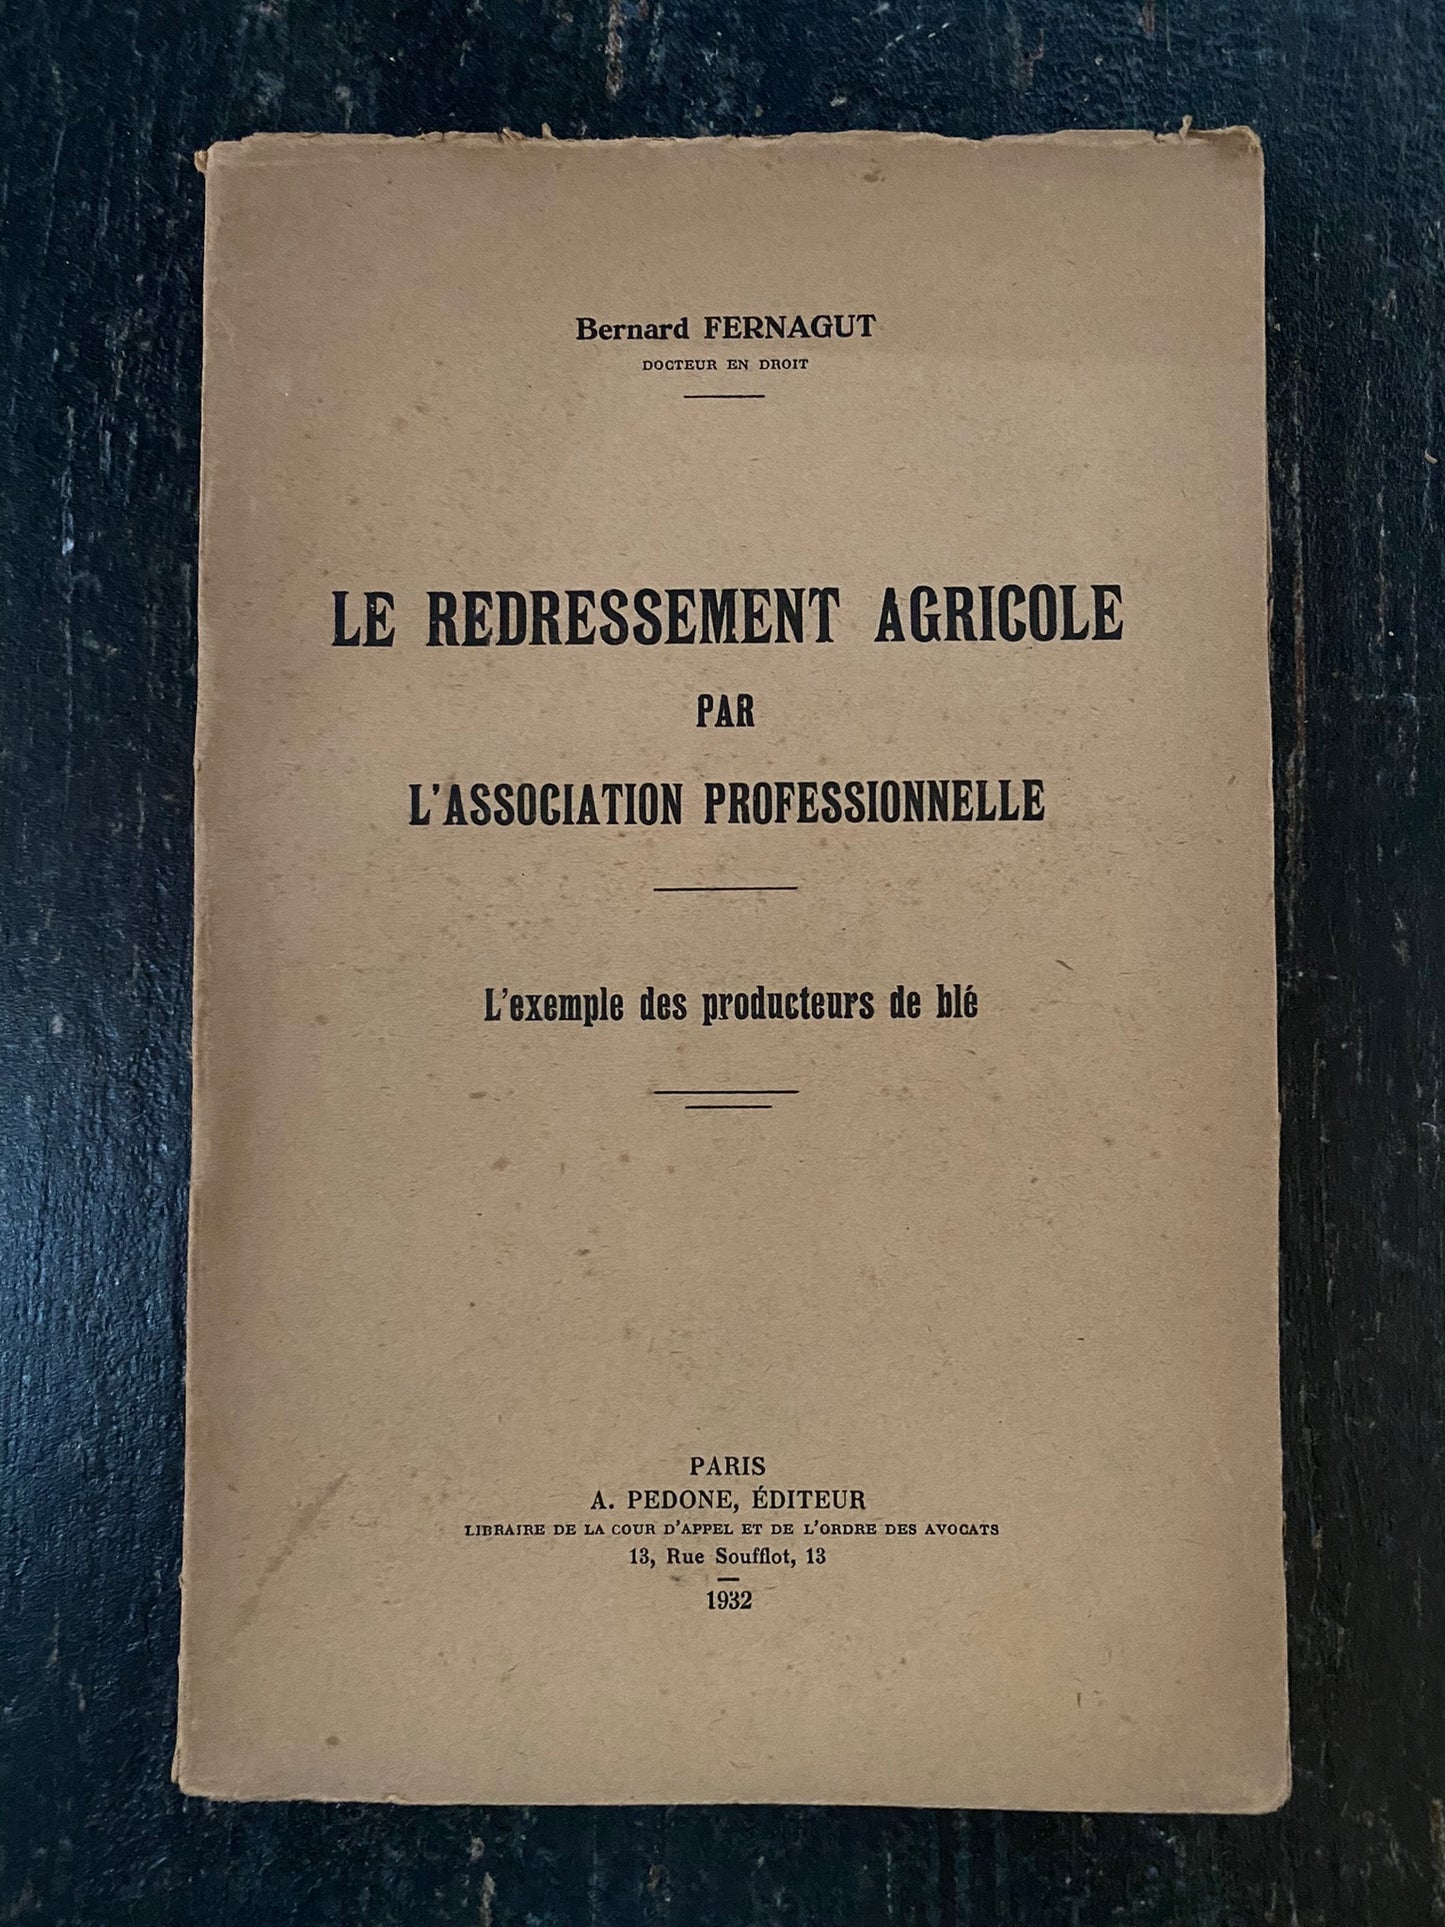 Bernard FERNAGUT
DOCTEUR EN DROIT
LE REDRESSEMENT AGRICOLE
PAR
L'ASSOCIATION PROFESSIONNELLE
L'exemple des producteurs de blé
PARIS
A. PEDONE, ÉDITEUR
LIBRAIRE DE LA COUR D'APPEL ET DE L'ORDRE DES AVOCATS
13, Rue Soufflot, 13
1932